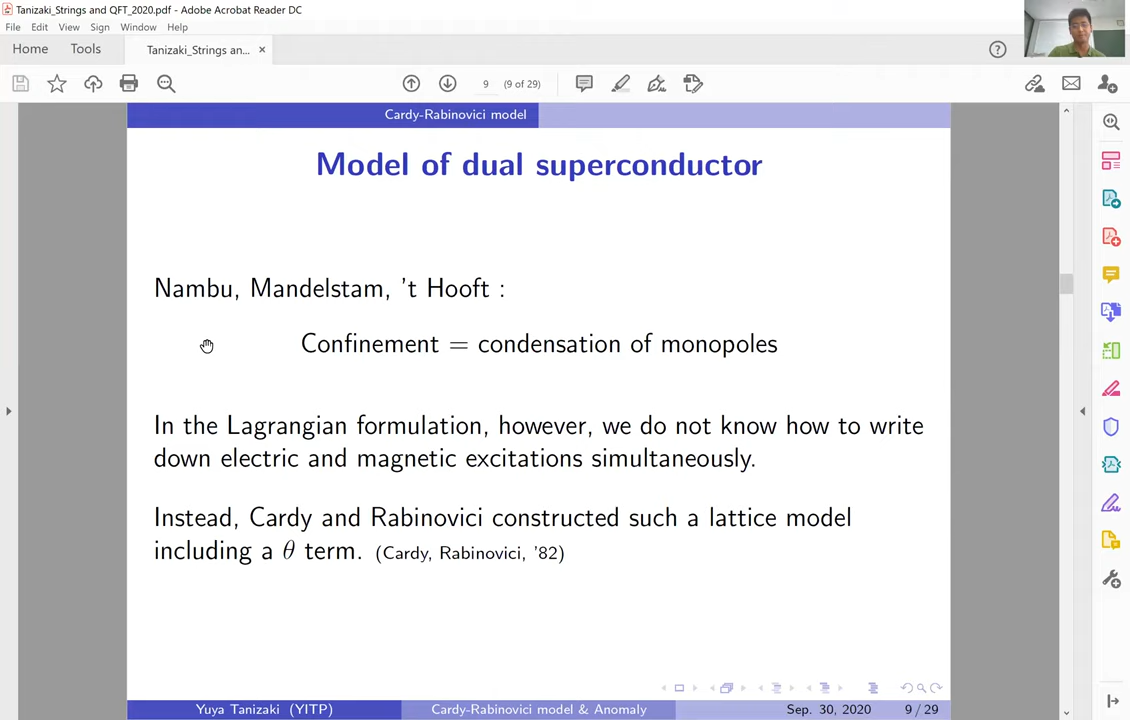 Tanizaki_Strings and QFT_2020.pdf - Adobe Acrobat Reader DC
File Edit View Sign Window Help
Home Tools Tanizaki_Strings an... ×
9 (9 of 29)
Cardy-Rabinovici model
Model of dual superconductor
Nambu, Mandelstam, 't Hooft :
Confinement = condensation of monopoles
In the Lagrangian formulation, however, we do not know how to write
down electric and magnetic excitations simultaneously.
Instead, Cardy and Rabinovici constructed such a lattice model
including a θ term. (Cardy, Rabinovici, '82)
Yuya Tanizaki (YITP) Cardy-Rabinovici model & Anomaly Sep. 30, 2020 9 / 29